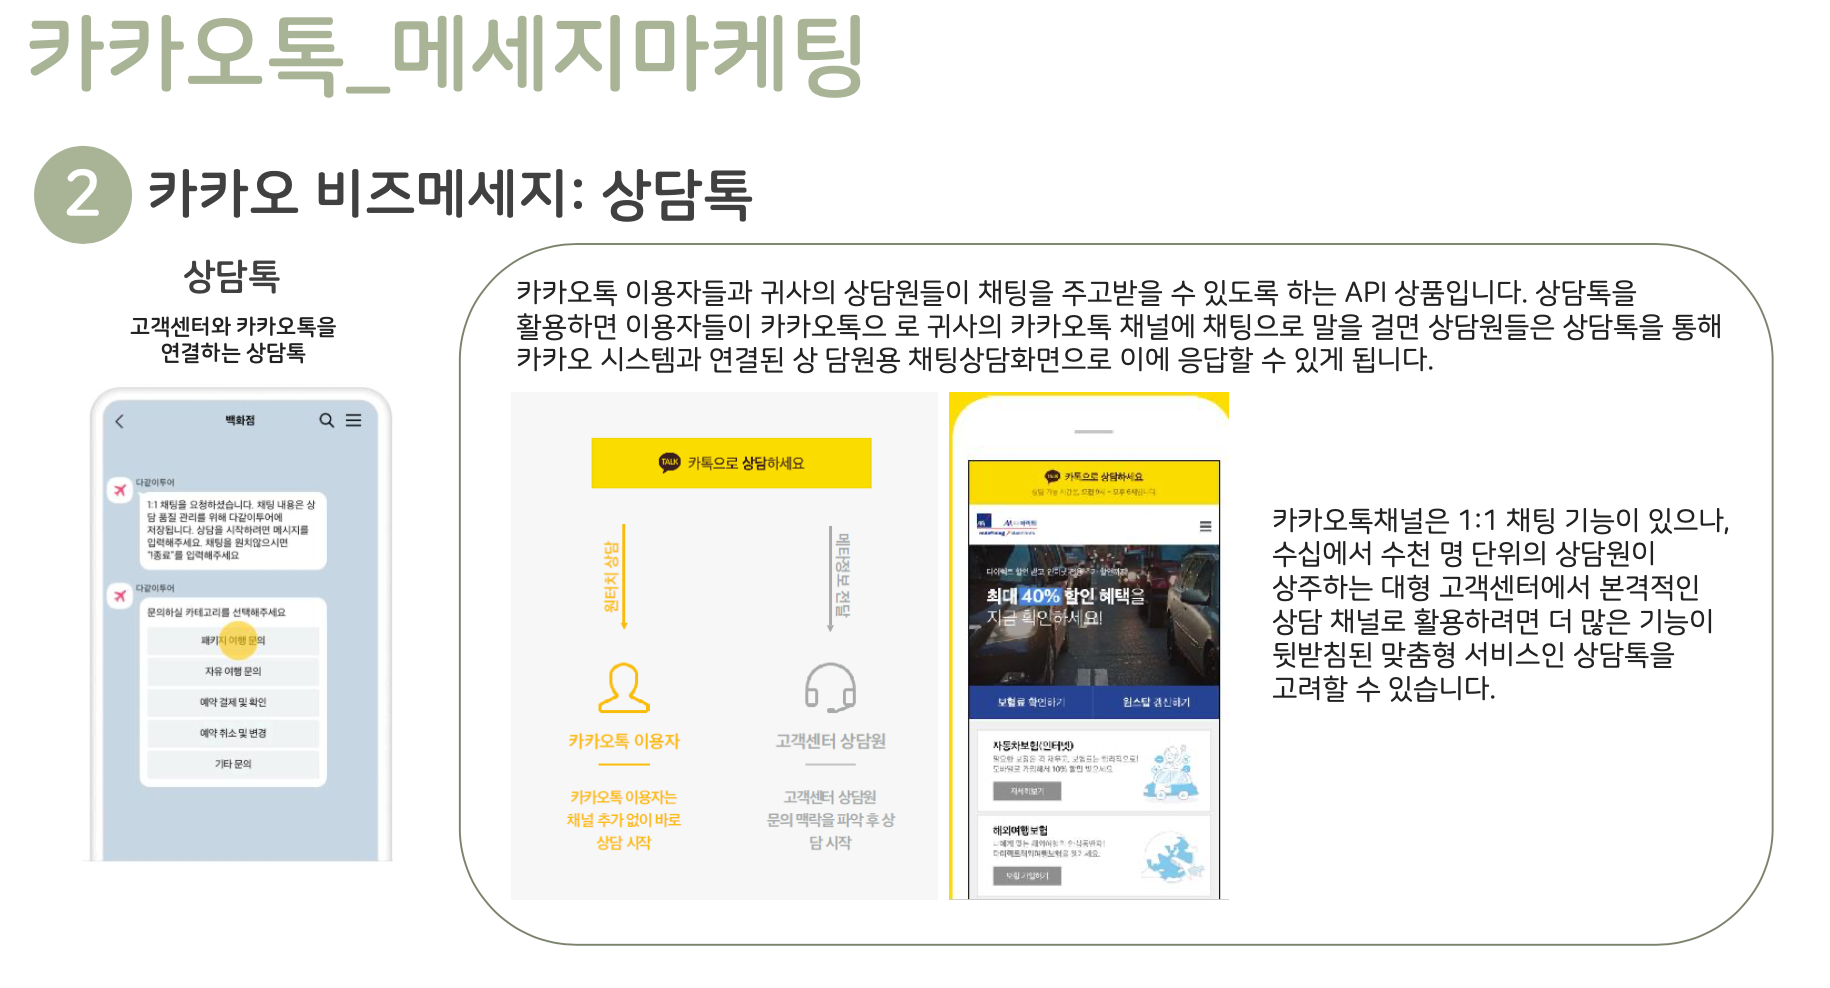 카카오톡_메세지마케팅
2 카카오 비즈메세지: 상담톡
상담톡
고객센터와 카카오톡을
연결하는 상담톡
백화점
다같이투어
1:1 채팅을 요청하셨습니다. 채팅 내용은 상
담 품질 관리를 위해 다같이투어에
저장됩니다. 상담을 시작하려면 메시지를
입력해주세요. 채팅을 원치않으시면
"!종료"를 입력해주세요
다같이투어
문의하실 카테고리를 선택해주세요
패키지 여행 문의
자유 여행 문의
예약 결제 및 확인
예약 취소 및 변경
기타 문의
카카오톡 이용자들과 귀사의 상담원들이 채팅을 주고받을 수 있도록 하는 API 상품입니다. 상담톡을
활용하면 이용자들이 카카오톡으 로 귀사의 카카오톡 채널에 채팅으로 말을 걸면 상담원들은 상담톡을 통해
카카오 시스템과 연결된 상 담원용 채팅상담화면으로 이에 응답할 수 있게 됩니다.
TALK 카톡으로 상담하세요
원터치 상담
메타정보 전달
카카오톡 이용자
고객센터 상담원
카카오톡 이용자는
채널 추가 없이 바로
상담 시작
고객센터 상담원
문의 맥락을 파악 후 상
담 시작
카톡으로 상담하세요
상담 가능 시간은, 오전 9시 ~ 오후 6시입니다.
최대 40% 할인 혜택을
지금 확인하세요!
보험료 확인하기
원스탑 갱신하기
자동차보험(인터넷)
자세히보기
해외여행보험
보험 가입하기
카카오톡채널은 1:1 채팅 기능이 있으나,
수십에서 수천 명 단위의 상담원이
상주하는 대형 고객센터에서 본격적인
상담 채널로 활용하려면 더 많은 기능이
뒷받침된 맞춤형 서비스인 상담톡을
고려할 수 있습니다.